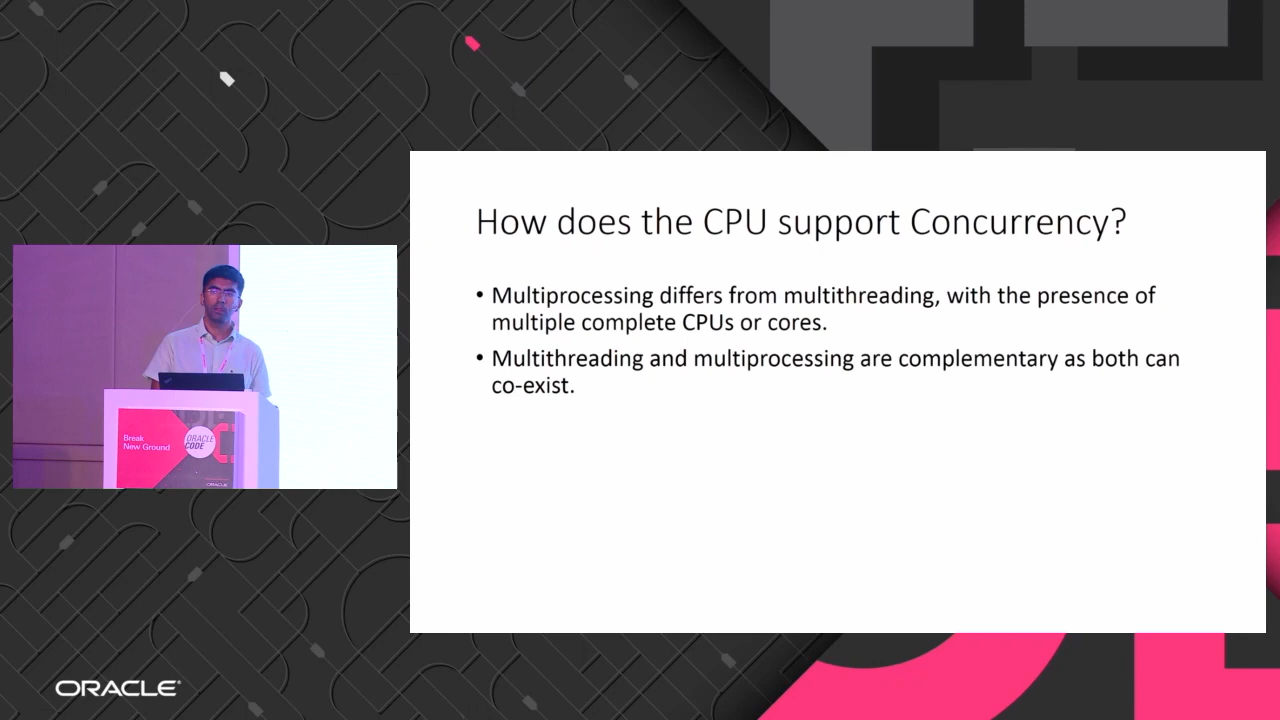 How does the CPU support Concurrency?
• Multiprocessing differs from multithreading, with the presence of
multiple complete CPUs or cores.
• Multithreading and multiprocessing are complementary as both can
co-exist.
Break
New Ground
ORACLE
CODE
ORACLE
ORACLE